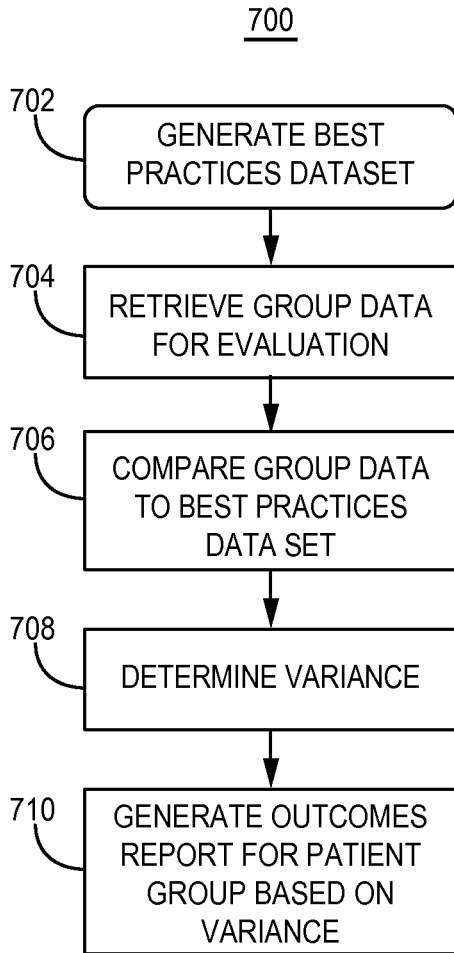 700
702
GENERATE BEST
PRACTICES DATASET
704
RETRIEVE GROUP DATA
FOR EVALUATION
706
COMPARE GROUP DATA
TO BEST PRACTICES
DATA SET
708
DETERMINE VARIANCE
710
GENERATE OUTCOMES
REPORT FOR PATIENT
GROUP BASED ON
VARIANCE